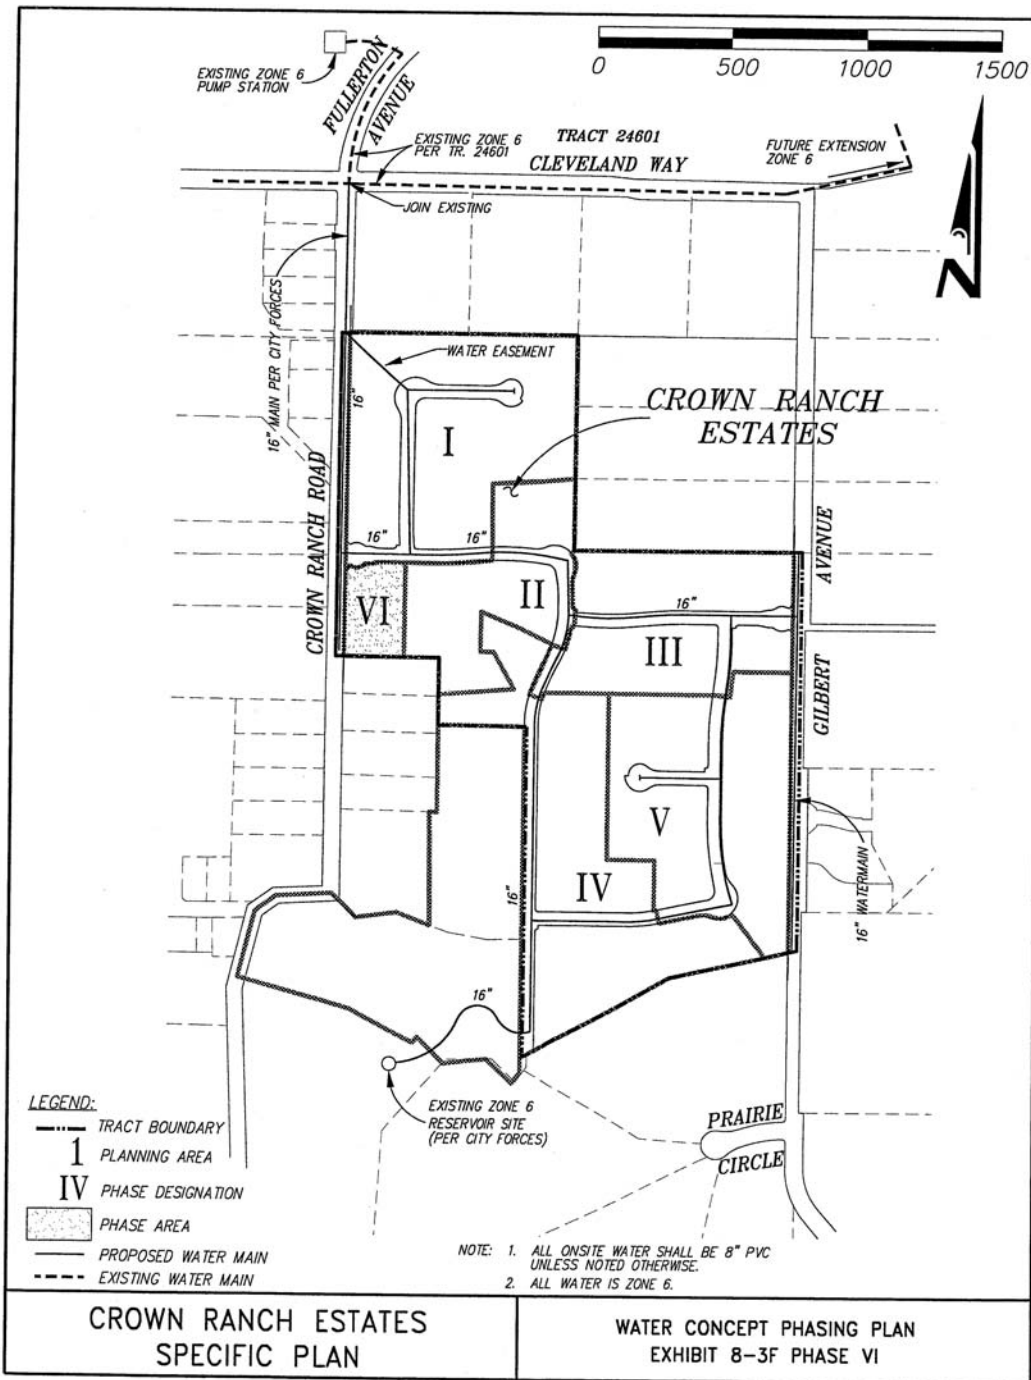 0 500 1000 1500
EXISTING ZONE 6
PUMP STATION
FULLERTON
AVENUE
EXISTING ZONE 6
PER TR. 24601
TRACT 24601
CLEVELAND WAY
FUTURE EXTENSION
ZONE 6
JOIN EXISTING
N
16" MAIN PER CITY FORCES
WATER EASEMENT
16"
CROWN RANCH
ESTATES
I
CROWN RANCH ROAD
16"
16"
AVENUE
VI
II
16"
III
GILBERT
V
IV
16"
16" WATERMAIN
16"
EXISTING ZONE 6
RESERVOIR SITE
(PER CITY FORCES)
PRAIRIE
CIRCLE
LEGEND:
TRACT BOUNDARY
1 PLANNING AREA
IV PHASE DESIGNATION
PHASE AREA
PROPOSED WATER MAIN
EXISTING WATER MAIN
NOTE: 1. ALL ONSITE WATER SHALL BE 8" PVC
UNLESS NOTED OTHERWISE.
2. ALL WATER IS ZONE 6.
CROWN RANCH ESTATES
SPECIFIC PLAN
WATER CONCEPT PHASING PLAN
EXHIBIT 8-3F PHASE VI